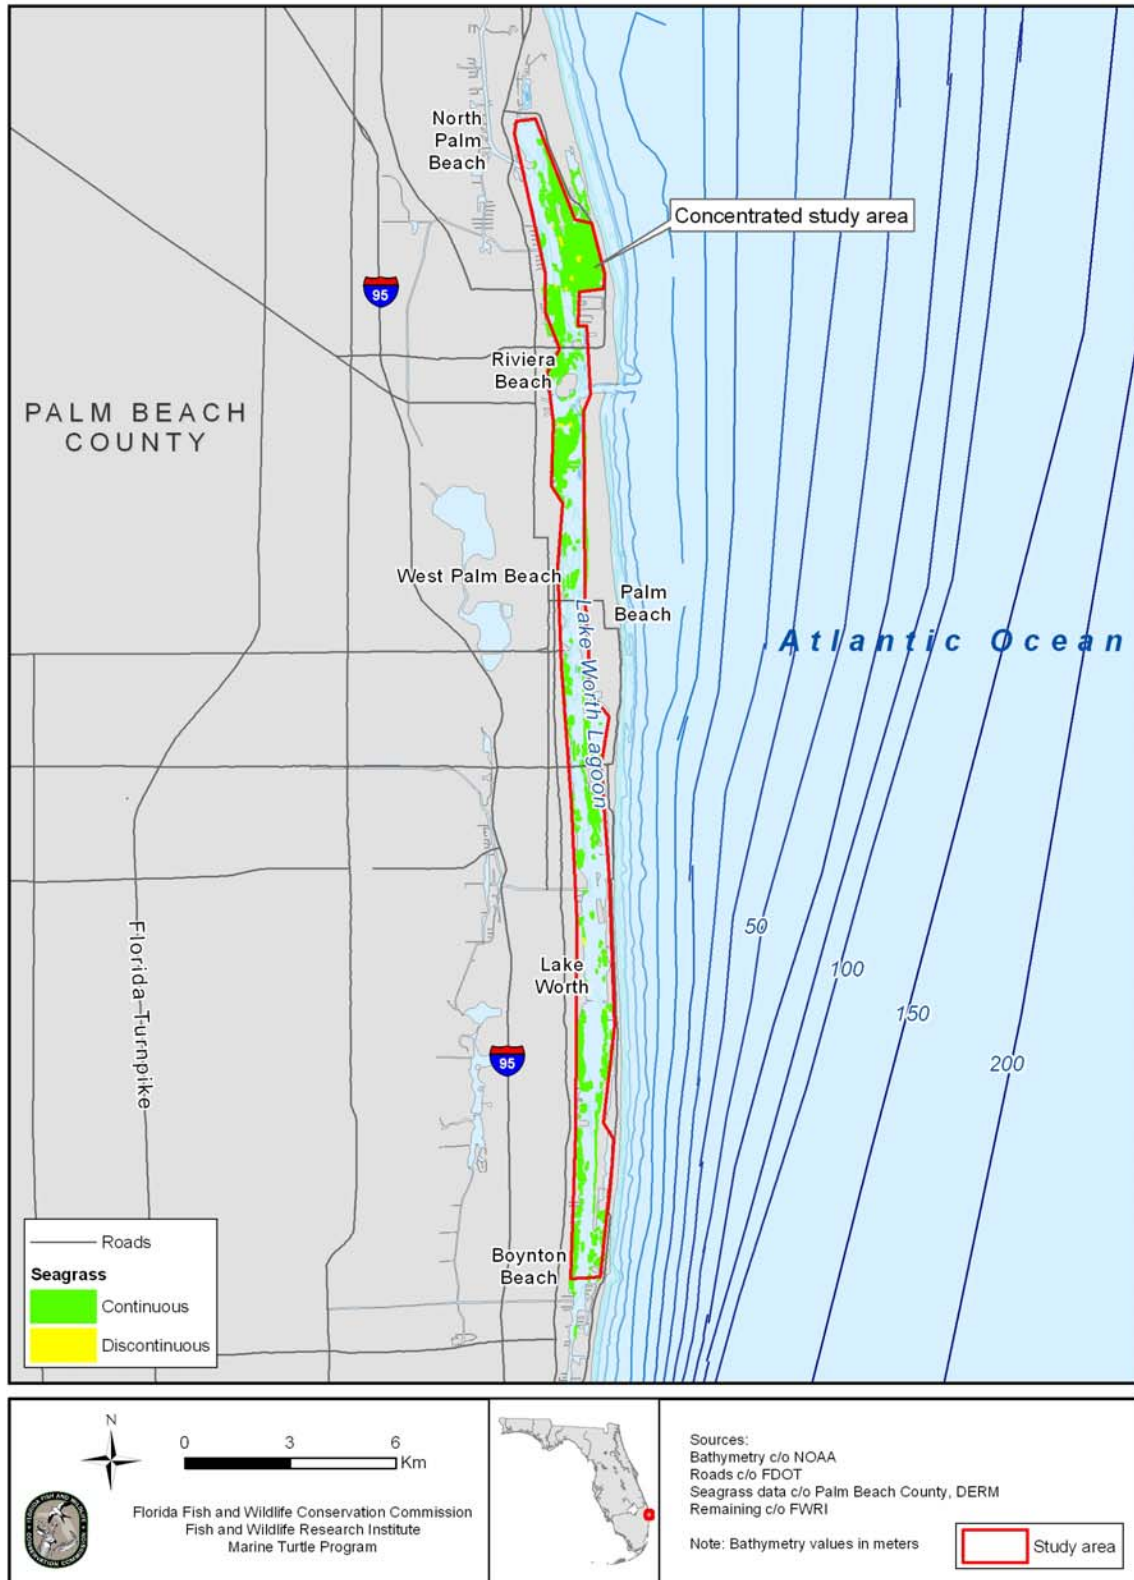 North
Palm
Beach
Concentrated study area
95
Riviera
Beach
PALM BEACH
COUNTY
West Palm Beach
Palm
Beach
Lake Worth Lagoon
Atlantic Ocean
50
100
150
200
Florida Turnpike
Lake
Worth
95
Boynton
Beach
Roads
Seagrass
Continuous
Discontinuous
N
0 3 6
Km
Florida Fish and Wildlife Conservation Commission
Fish and Wildlife Research Institute
Marine Turtle Program
Sources:
Bathymetry c/o NOAA
Roads c/o FDOT
Seagrass data c/o Palm Beach County, DERM
Remaining c/o FWRI
Note: Bathymetry values in meters
Study area